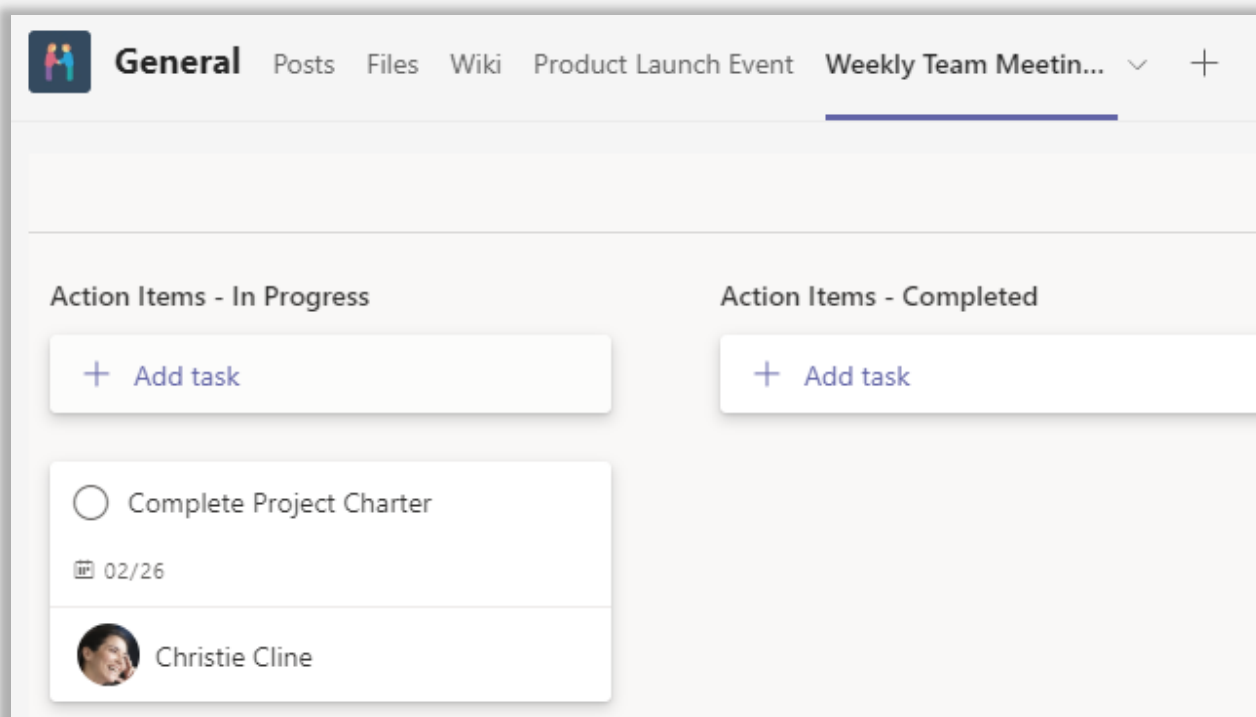 General Posts Files Wiki Product Launch Event Weekly Team Meetin...
Action Items - In Progress
Action Items - Completed
+ Add task
+ Add task
Complete Project Charter
02/26
Christie Cline